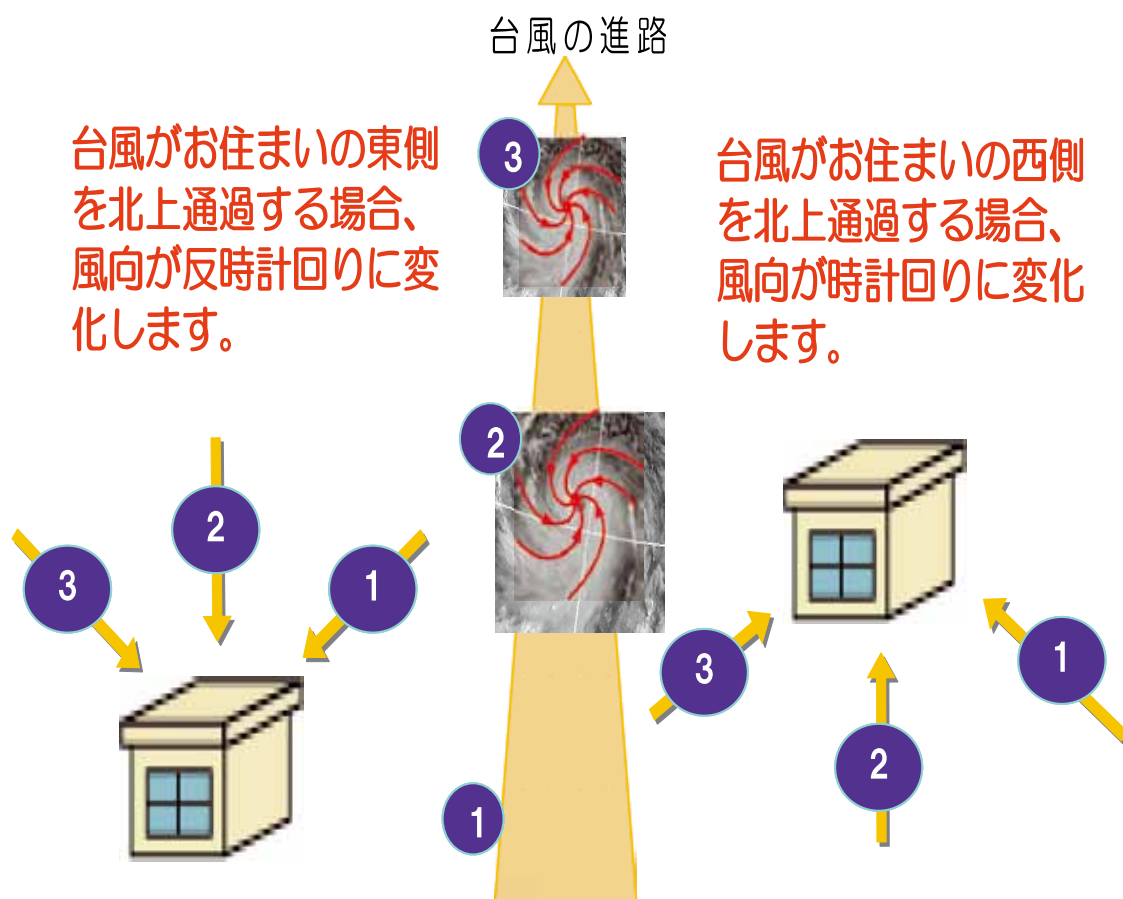 台風の進路
台風がお住まいの東側
を北上通過する場合、
風向が反時計回りに変
化します。
台風がお住まいの西側
を北上通過する場合、
風向が時計回りに変化
します。
3
2
1
3
2
1
3
2
1